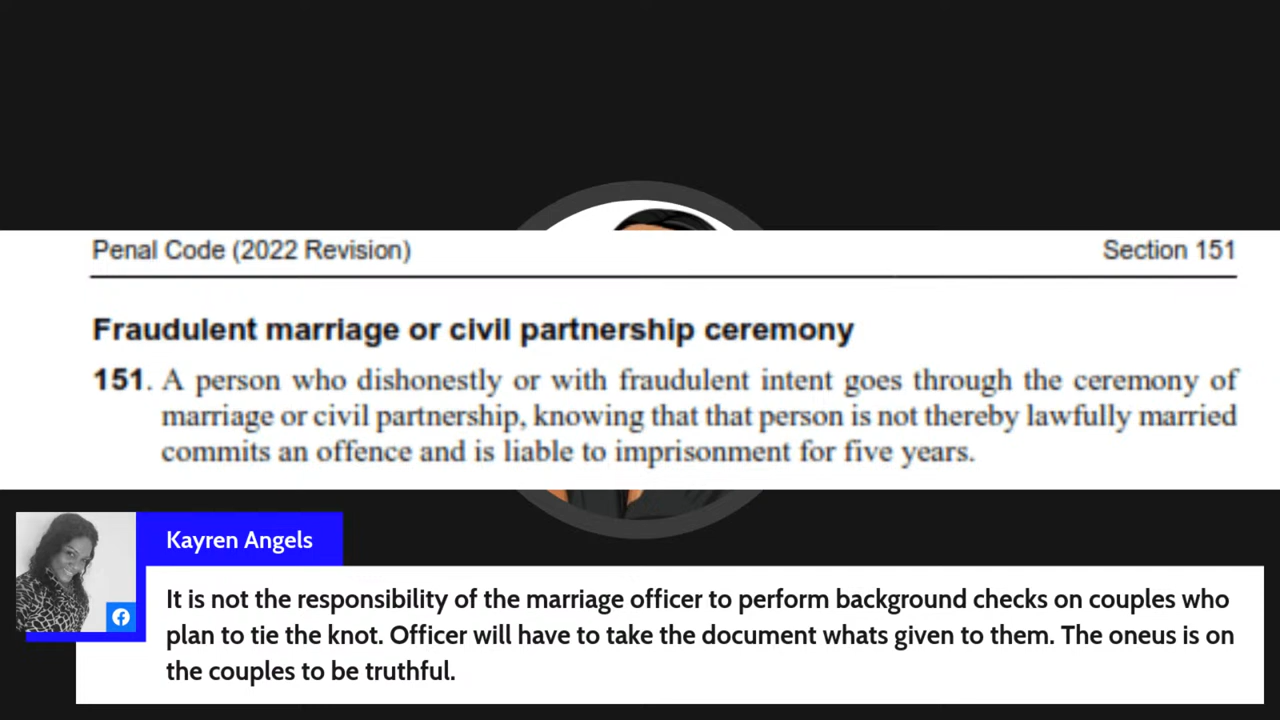 Penal Code (2022 Revision) Section 151
Fraudulent marriage or civil partnership ceremony
151. A person who dishonestly or with fraudulent intent goes through the ceremony of
marriage or civil partnership, knowing that that person is not thereby lawfully married
commits an offence and is liable to imprisonment for five years.
Kayren Angels
It is not the responsibility of the marriage officer to perform background checks on couples who
plan to tie the knot. Officer will have to take the document whats given to them. The oneus is on
the couples to be truthful.